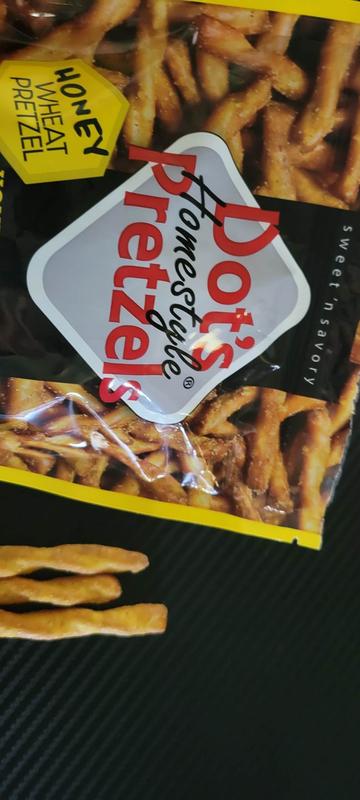 sweet 'n savory
Dot's
Homestyle®
Pretzels
HONEY
WHEAT
PRETZEL